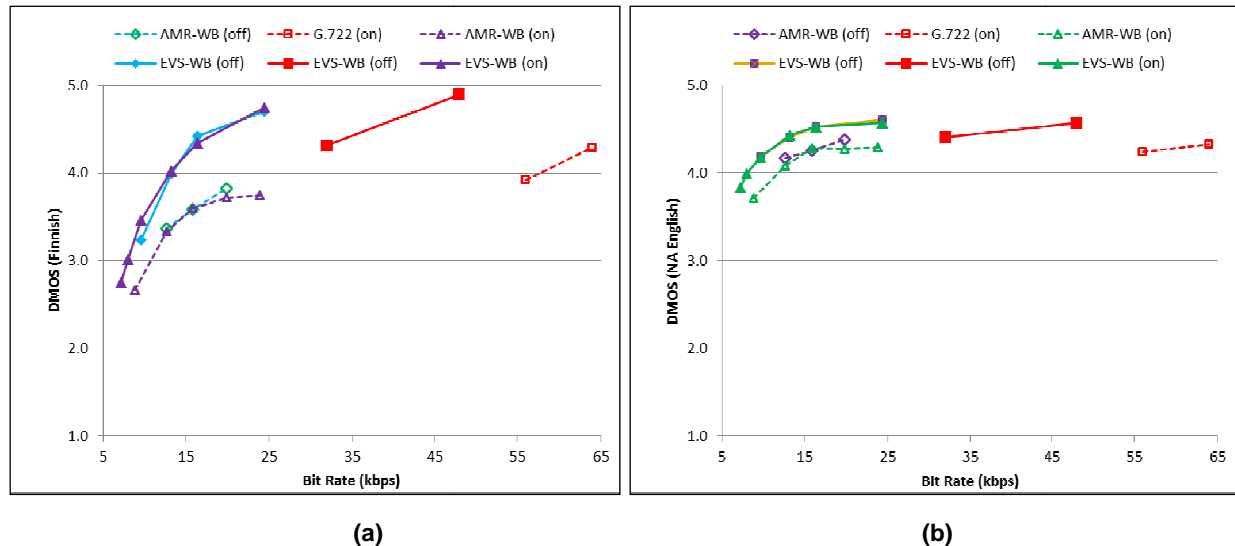 AMR-WB (off) G.722 (on) AMR-WB (on)
EVS-WB (off) EVS-WB (off) EVS-WB (on)
5.0
4.0
3.0
2.0
1.0
DMOS (Finnish)
5 15 25 35 45 55 65
Bit Rate (kbps)
(a)
AMR-WB (off) G.722 (on) AMR-WB (on)
EVS-WB (off) EVS-WB (off) EVS-WB (on)
5.0
4.0
3.0
2.0
1.0
DMOS (NA English)
5 15 25 35 45 55 65
Bit Rate (kbps)
(b)